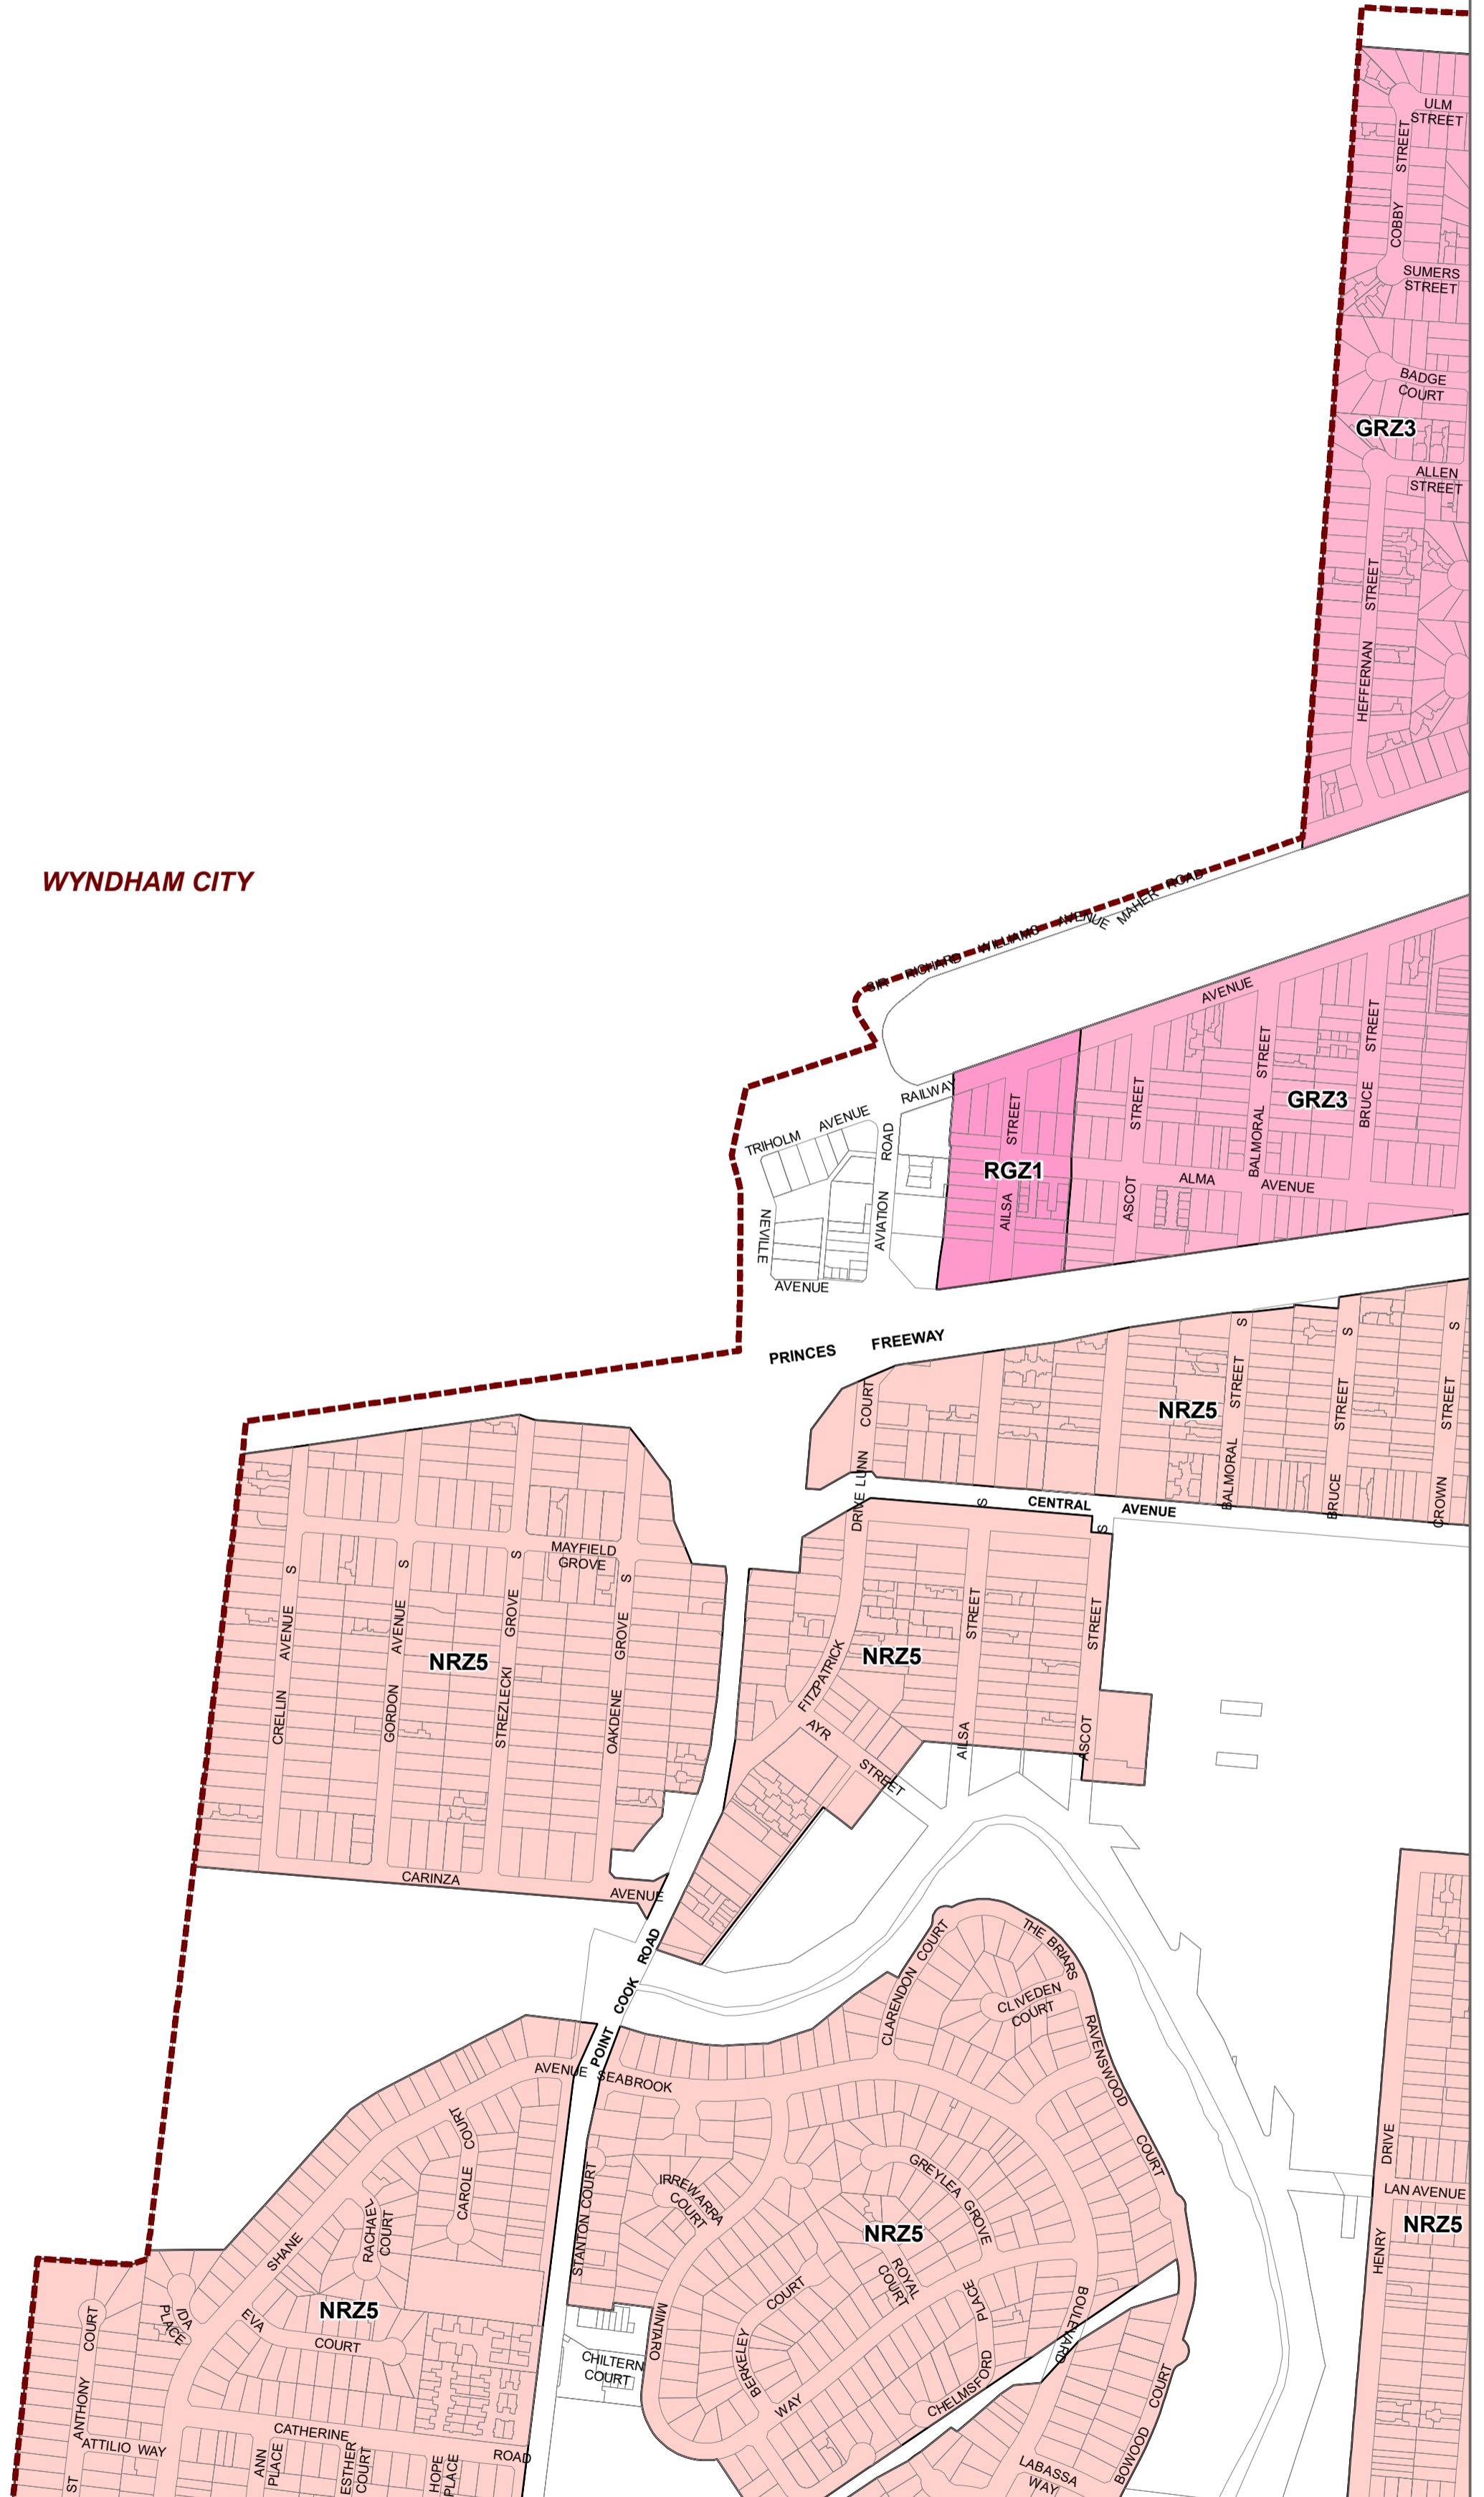 ULM
STREET
STREET
COBBY
SUMERS
STREET
BADGE
COURT
GRZ3
ALLEN
STREET
STREET
HEFFERNAN
WYNDHAM CITY
SIR RICHARD WILLIAMS AVENUE MAHER ROAD
AVENUE
RAILWAY
TRIHOLM AVENUE
ROAD
AVIATION
NEVILLE
AVENUE
STREET
AILSA
RGZ1
STREET
ASCOT
STREET
BALMORAL
STREET
BRUCE
GRZ3
ALMA AVENUE
PRINCES FREEWAY
COURT
LUNN
DRIVE
NRZ5
S
STREET
BALMORAL
S
STREET
BRUCE
S
STREET
CROWN
S
CENTRAL AVENUE
S
MAYFIELD
GROVE
S
AVENUE
CRELLIN
S
AVENUE
GORDON
S
GROVE
STREZLECKI
S
GROVE
OAKDENE
NRZ5
NRZ5
FITZPATRICK
STREET
AILSA
STREET
ASCOT
AYR
STREET
CARINZA
AVENUE
POINT COOK ROAD
CLARENDON COURT
THE BRIARS
CLIVEDEN
COURT
RAVENSWOOD
COURT
AVENUE
SEABROOK
COURT
CAROLE
RACHAEL
COURT
SHANE
STANTON COURT
IRREWARRA
COURT
GREYLEA GROVE
NRZ5
ROYAL
COURT
PLACE
CHELMSFORD
BOULEVARD
COURT
BERKELEY
WAY
MINTARO
IDA
PLACE
EVA
COURT
NRZ5
COURT
ANTHONY
ST
CHILTERN
COURT
CATHERINE
ROAD
ATTILIO WAY
ANN
PLACE
ESTHER
COURT
HOPE
PLACE
LABASSA
WAY
COURT
BOWOOD
DRIVE
HENRY
LAN AVENUE
NRZ5